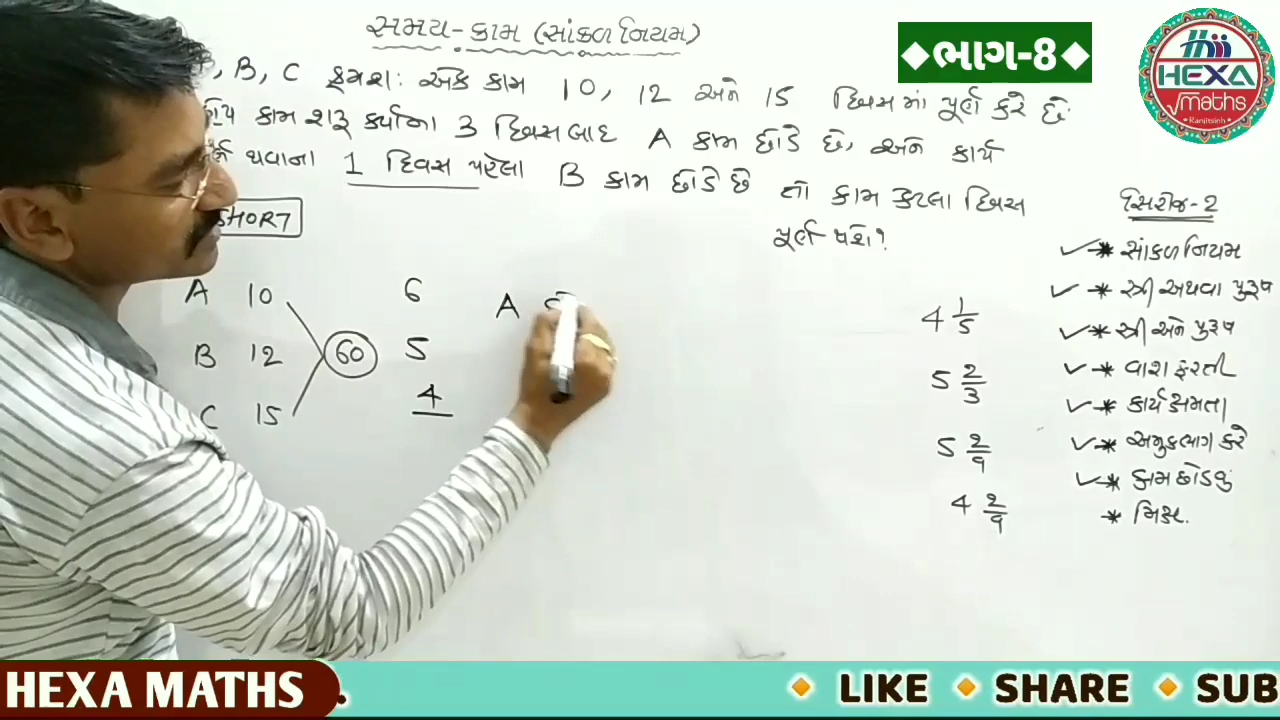 સમય-કામ (સાંકળ નિયમ)
◆ભાગ-8◆
HEXA
Maths
Ranjitsinh
, B, C ક્રમશઃ એક કામ 10, 12 અને 15 દિવસમાં પૂર્ણ કરે છે
કામ શરૂ કર્યાના 3 દિવસ બાદ A કામ છોડે છે, અને કાર્ય
થવાના 1 દિવસ પહેલા B કામ છોડે છે તો કામ કેટલા દિવસ
પૂર્ણ થશે?
SHORT
A 10 6
B 12 60 5
C 15 4
A
4 1/5
5 2/3
5 2/9
4 2/9
સિરીઝ-2
✓* સાંકળ નિયમ
✓* સ્ત્રી અથવા પુરૂષ
✓* સ્ત્રી અને પુરૂષ
✓* વારા ફરતી
✓* કાર્યક્ષમતા
✓* અમુક ભાગ કરે
✓* કામ છોડવું
* મિક્ષ.
HEXA MATHS
LIKE SHARE SUB